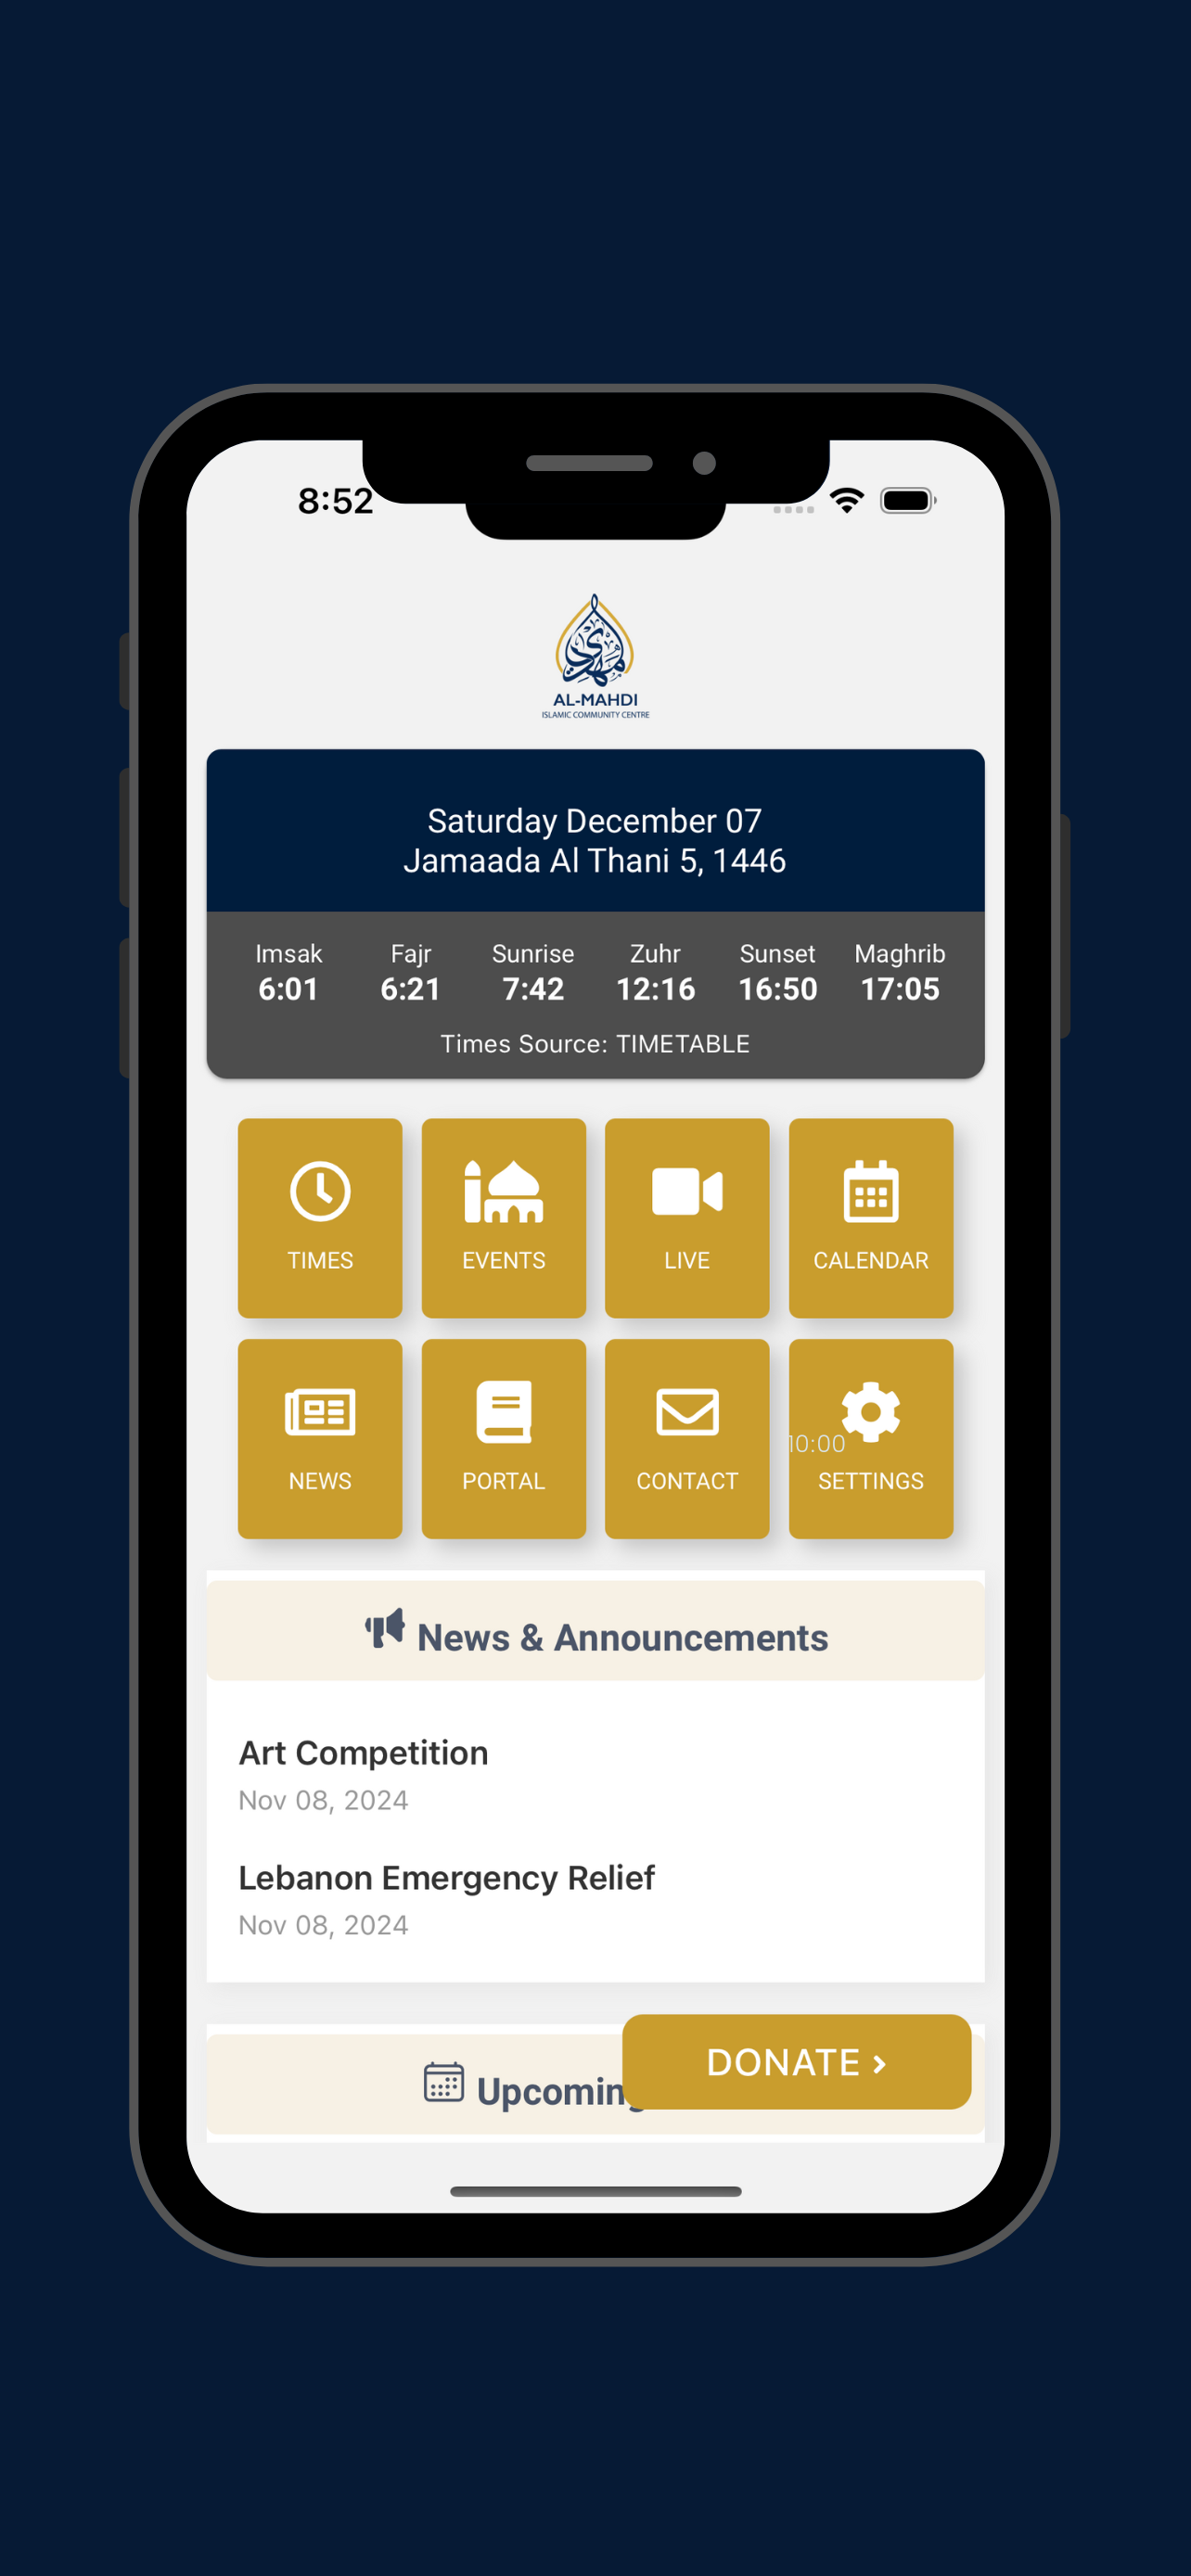 8:52
مهدي
AL-MAHDI
ISLAMIC COMMUNITY CENTRE
Saturday December 07
Jamaada Al Thani 5, 1446
Imsak Fajr Sunrise Zuhr Sunset Maghrib
6:01 6:21 7:42 12:16 16:50 17:05
Times Source: TIMETABLE
TIMES EVENTS LIVE CALENDAR
10:00
NEWS PORTAL CONTACT SETTINGS
News & Announcements
Art Competition
Nov 08, 2024
Lebanon Emergency Relief
Nov 08, 2024
Upcoming
DONATE ›